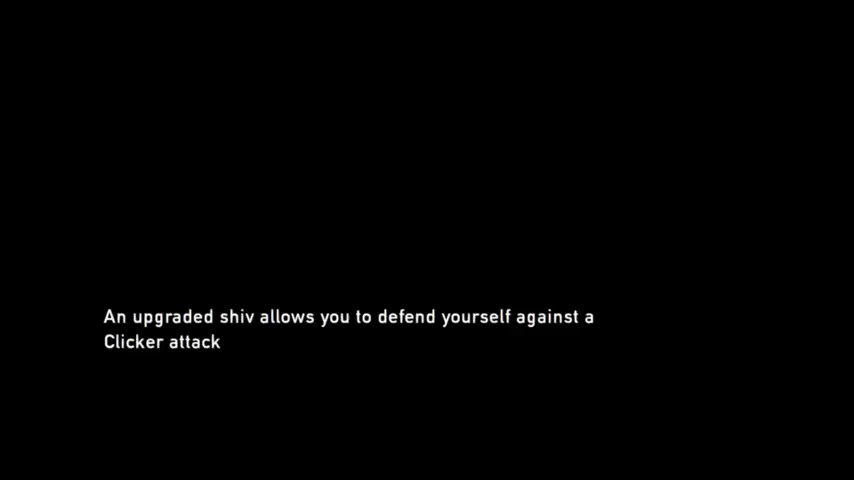 An upgraded shiv allows you to defend yourself against a
Clicker attack